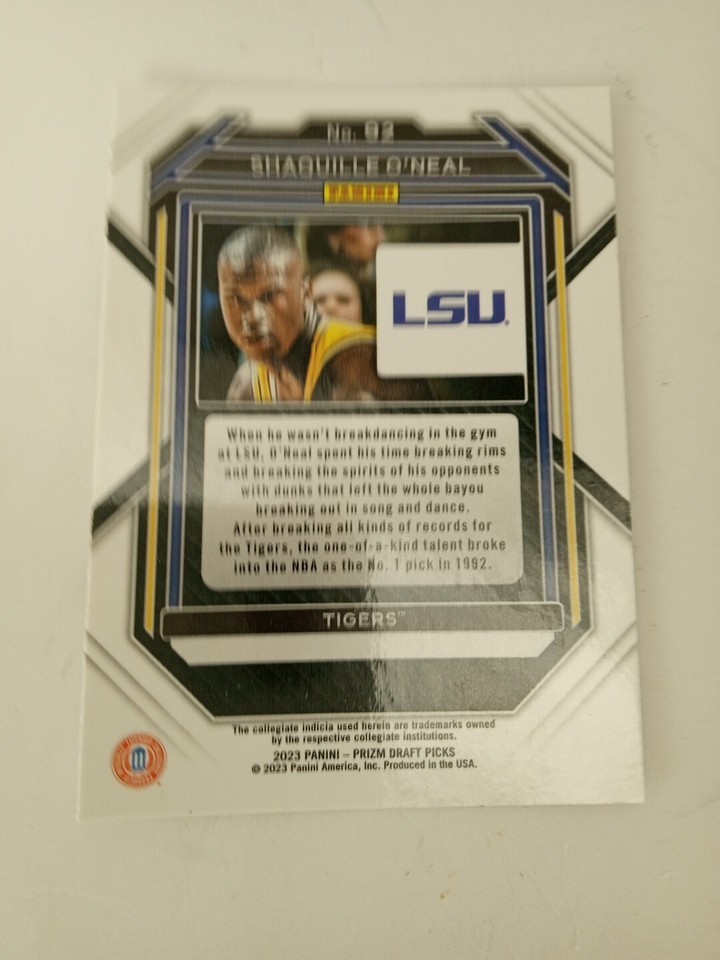 No. 92
SHAQUILLE O'NEAL
PANINI
LSU.
When he wasn't breakdancing in the gym
at LSU, O'Neal spent his time breaking rims
and breaking the spirits of his opponents
with dunks that left the whole bayou
breaking out in song and dance.
After breaking all kinds of records for
the Tigers, the one-of-a-kind talent broke
into the NBA as the No. 1 pick in 1992.
TIGERS™
The collegiate indicia used herein are trademarks owned
by the respective collegiate institutions.
2023 PANINI – PRIZM DRAFT PICKS
© 2023 Panini America, Inc. Produced in the USA.